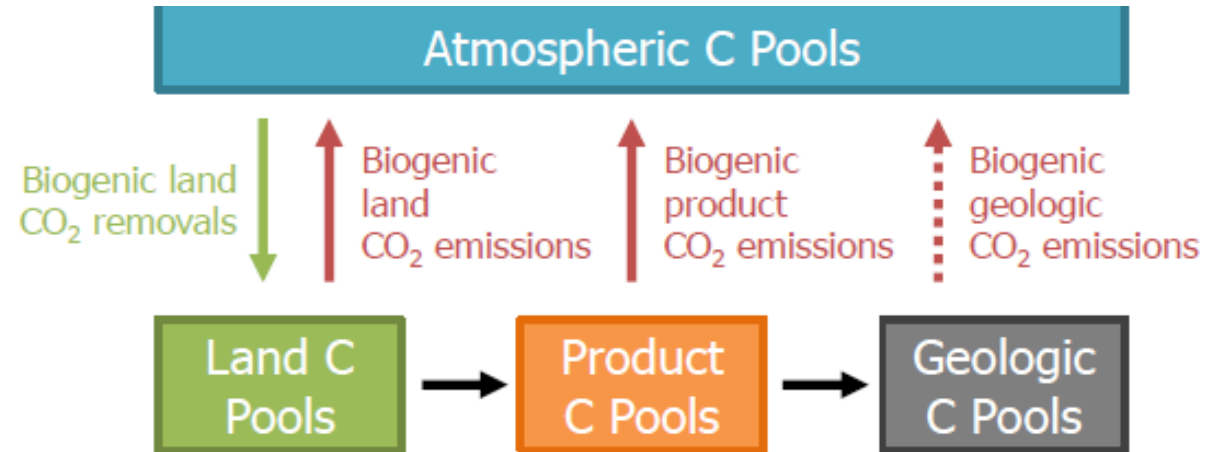 Atmospheric C Pools
Biogenic land
CO₂ removals
Biogenic
land
CO₂ emissions
Biogenic
product
CO₂ emissions
Biogenic
geologic
CO₂ emissions
Land C
Pools
Product
C Pools
Geologic
C Pools